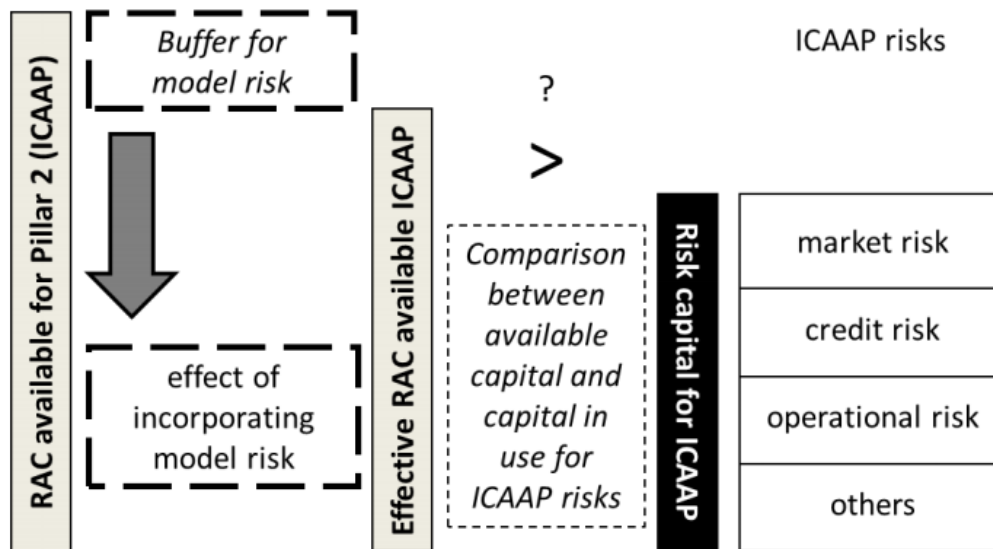 RAC available for Pillar 2 (ICAAP)
Buffer for
model risk
effect of
incorporating
model risk
Effective RAC available ICAAP
?
>
Comparison
between
available
capital and
capital in
use for
ICAAP risks
Risk capital for ICAAP
ICAAP risks
market risk
credit risk
operational risk
others